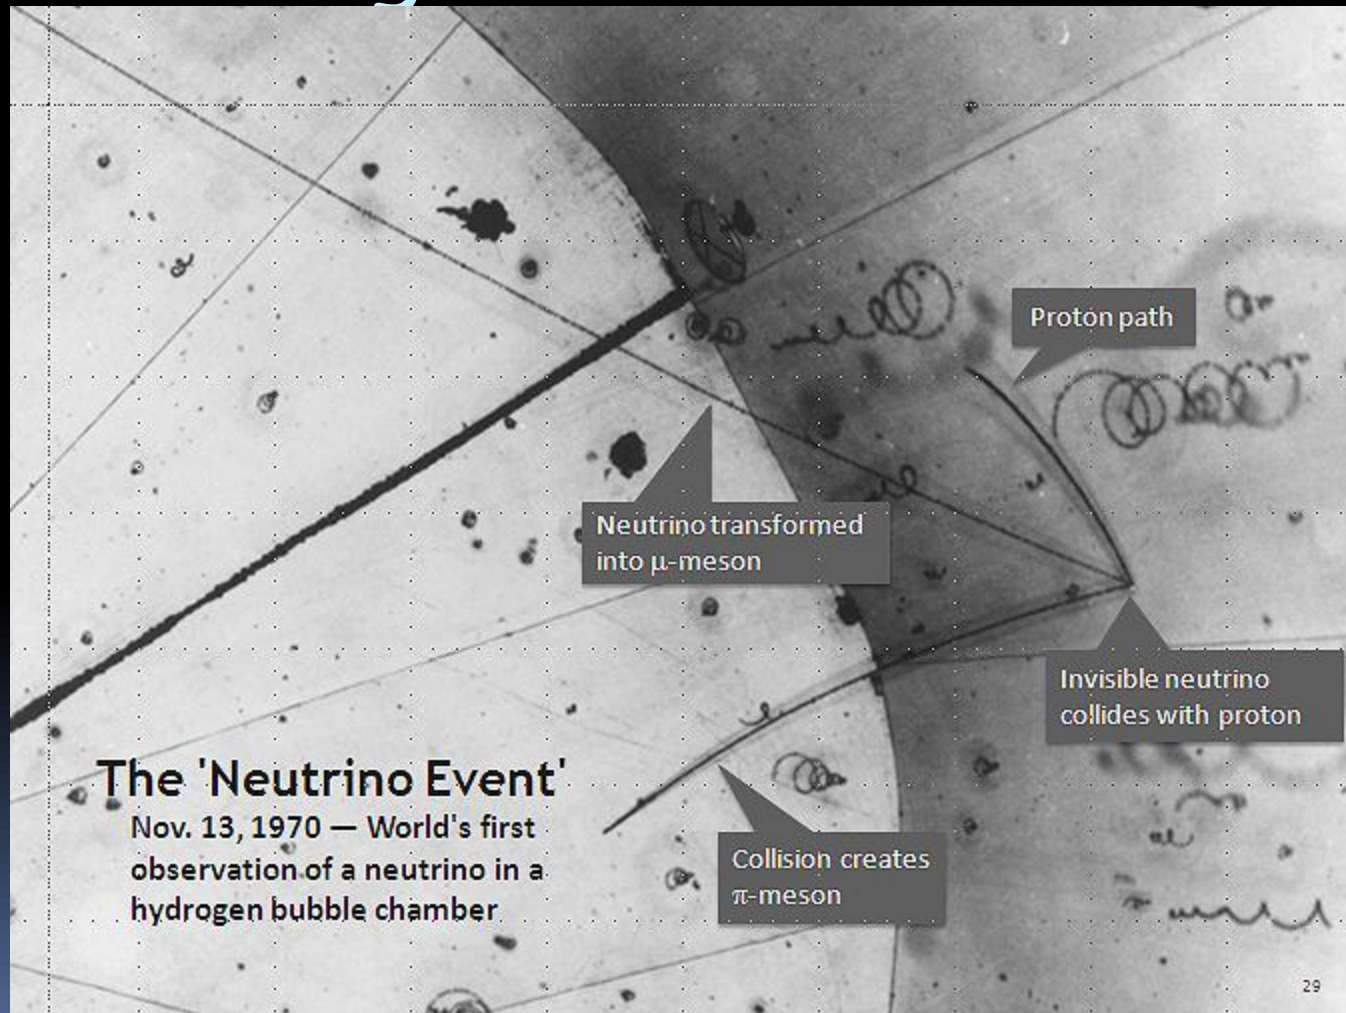 Proton path
Neutrino transformed
into μ-meson
Invisible neutrino
collides with proton
The 'Neutrino Event'
Nov. 13, 1970 — World's first
observation of a neutrino in a
hydrogen bubble chamber
Collision creates
π-meson
29